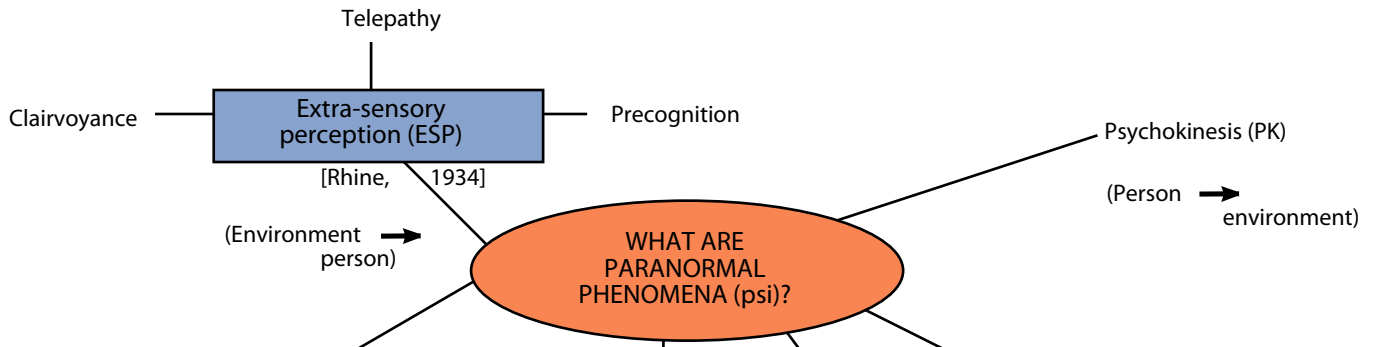 Telepathy
Clairvoyance
Extra-sensory
perception (ESP)
Precognition
[Rhine, 1934]
(Environment
person)
Psychokinesis (PK)
(Person
environment)
WHAT ARE
PARANORMAL
PHENOMENA (psi)?